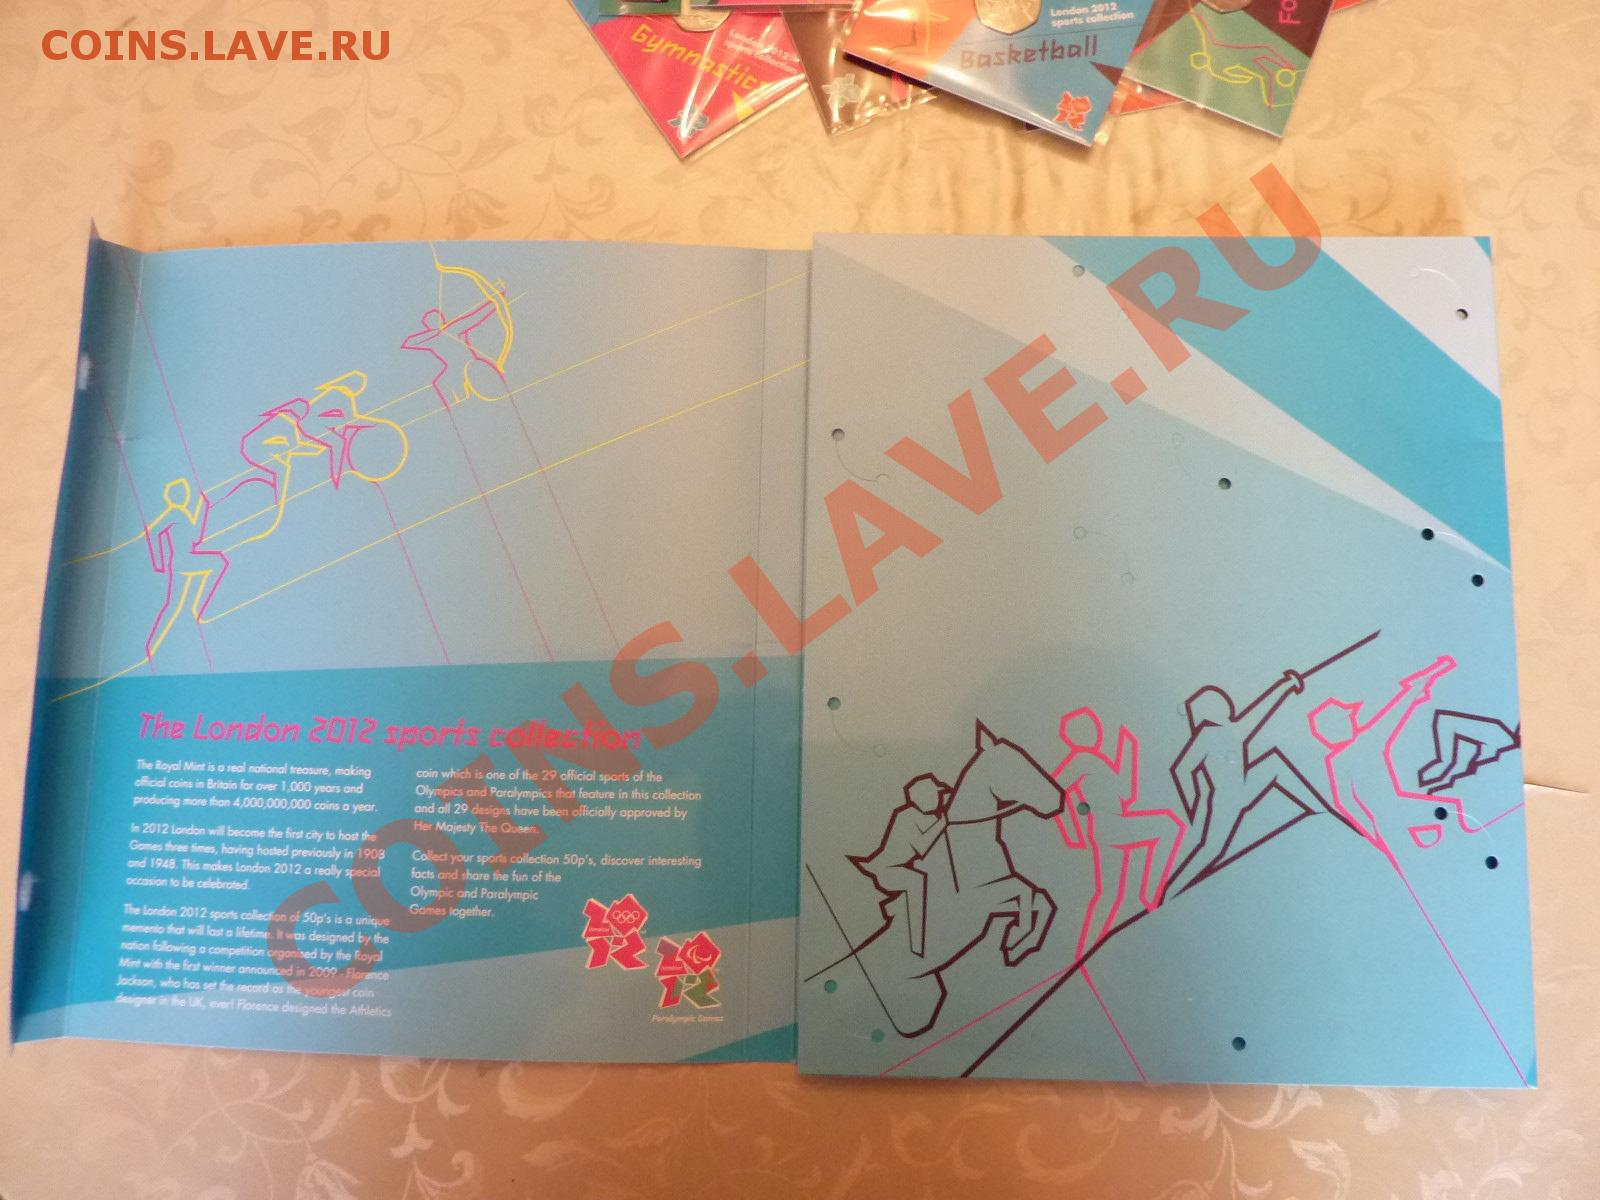 COINS.LAVE.RU
Gymnastics
London 2012
sports collection
Basketball
London 2012
sports collection
Fo
COINS.LAVE.RU
The London 2012 sports collection
The Royal Mint is a real national treasure, making
official coins in Britain for over 1,000 years and
producing more than 4,000,000,000 coins a year.
In 2012 London will become the first city to host the
Games three times, having hosted previously in 1908
and 1948. This makes London 2012 a really special
occasion to be celebrated.
The London 2012 sports collection of 50p's is a unique
memento that will last a lifetime. It was designed by the
nation following a competition organised by the Royal
Mint with the first winner announced in 2009 - Florence
Jackson, who has set the record as the youngest coin
designer in the UK, ever! Florence designed the Athletics
coin which is one of the 29 official sports of the
Olympics and Paralympics that feature in this collection
and all 29 designs have been officially approved by
Her Majesty The Queen.
Collect your sports collection 50p's, discover interesting
facts and share the fun of the
Olympic and Paralympic
Games together.
London
Paralympic Games